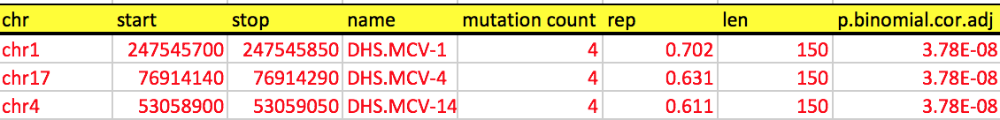 chr start stop name mutation count rep len p.binomial.cor.adj
chr1 247545700 247545850 DHS.MCV-1 4 0.702 150 3.78E-08
chr17 76914140 76914290 DHS.MCV-4 4 0.631 150 3.78E-08
chr4 53058900 53059050 DHS.MCV-14 4 0.611 150 3.78E-08